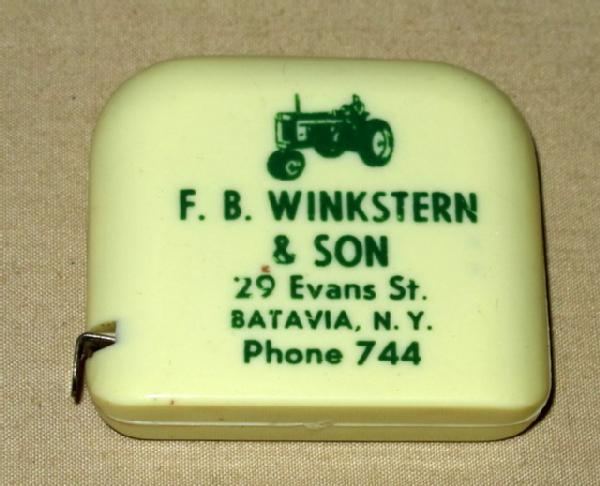 F. B. WINKSTERN
& SON
29 Evans St.
BATAVIA, N. Y.
Phone 744